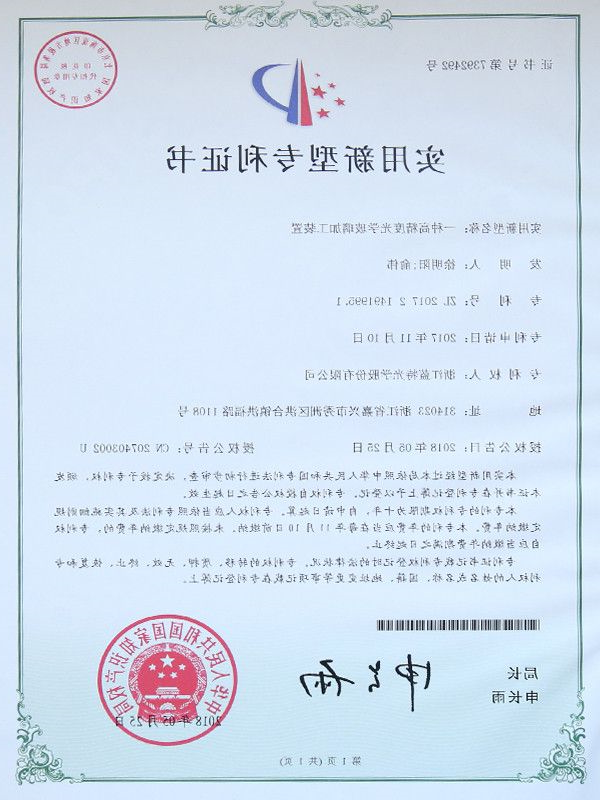 证书号第7392492号
实用新型专利证书
实用新型名称：一种高精度光学玻璃加工装置
发明人：徐明阳;俞伟
专利号：ZL 2017 2 1491995.1
专利申请日：2017年11月10日
专利权人：浙江蓝特光学股份有限公司
地址：314023 浙江省嘉兴市秀洲区洪合镇洪福路1108号
授权公告日：2018年05月25日 授权公告号：CN 207403002 U
本实用新型经过本局依照中华人民共和国专利法进行初步审查，决定授予专利权，颁发
本证书并在专利登记簿上予以登记。专利权自授权公告之日起生效。
本专利的专利权期限为十年，自申请日起算。专利权人应当依照专利法及其实施细则规
定缴纳年费。本专利的年费应当在每年11月10日前缴纳。未按照规定缴纳年费的，专利权
自应当缴纳年费期满之日起终止。
专利证书记载专利权登记时的法律状况。专利权的转移、质押、无效、终止、恢复和专
利权人的姓名或名称、国籍、地址变更等事项记载在专利登记簿上。
局长
申长雨
中华人民共和国国家知识产权局
2018年05月25日
第1页（共1页）